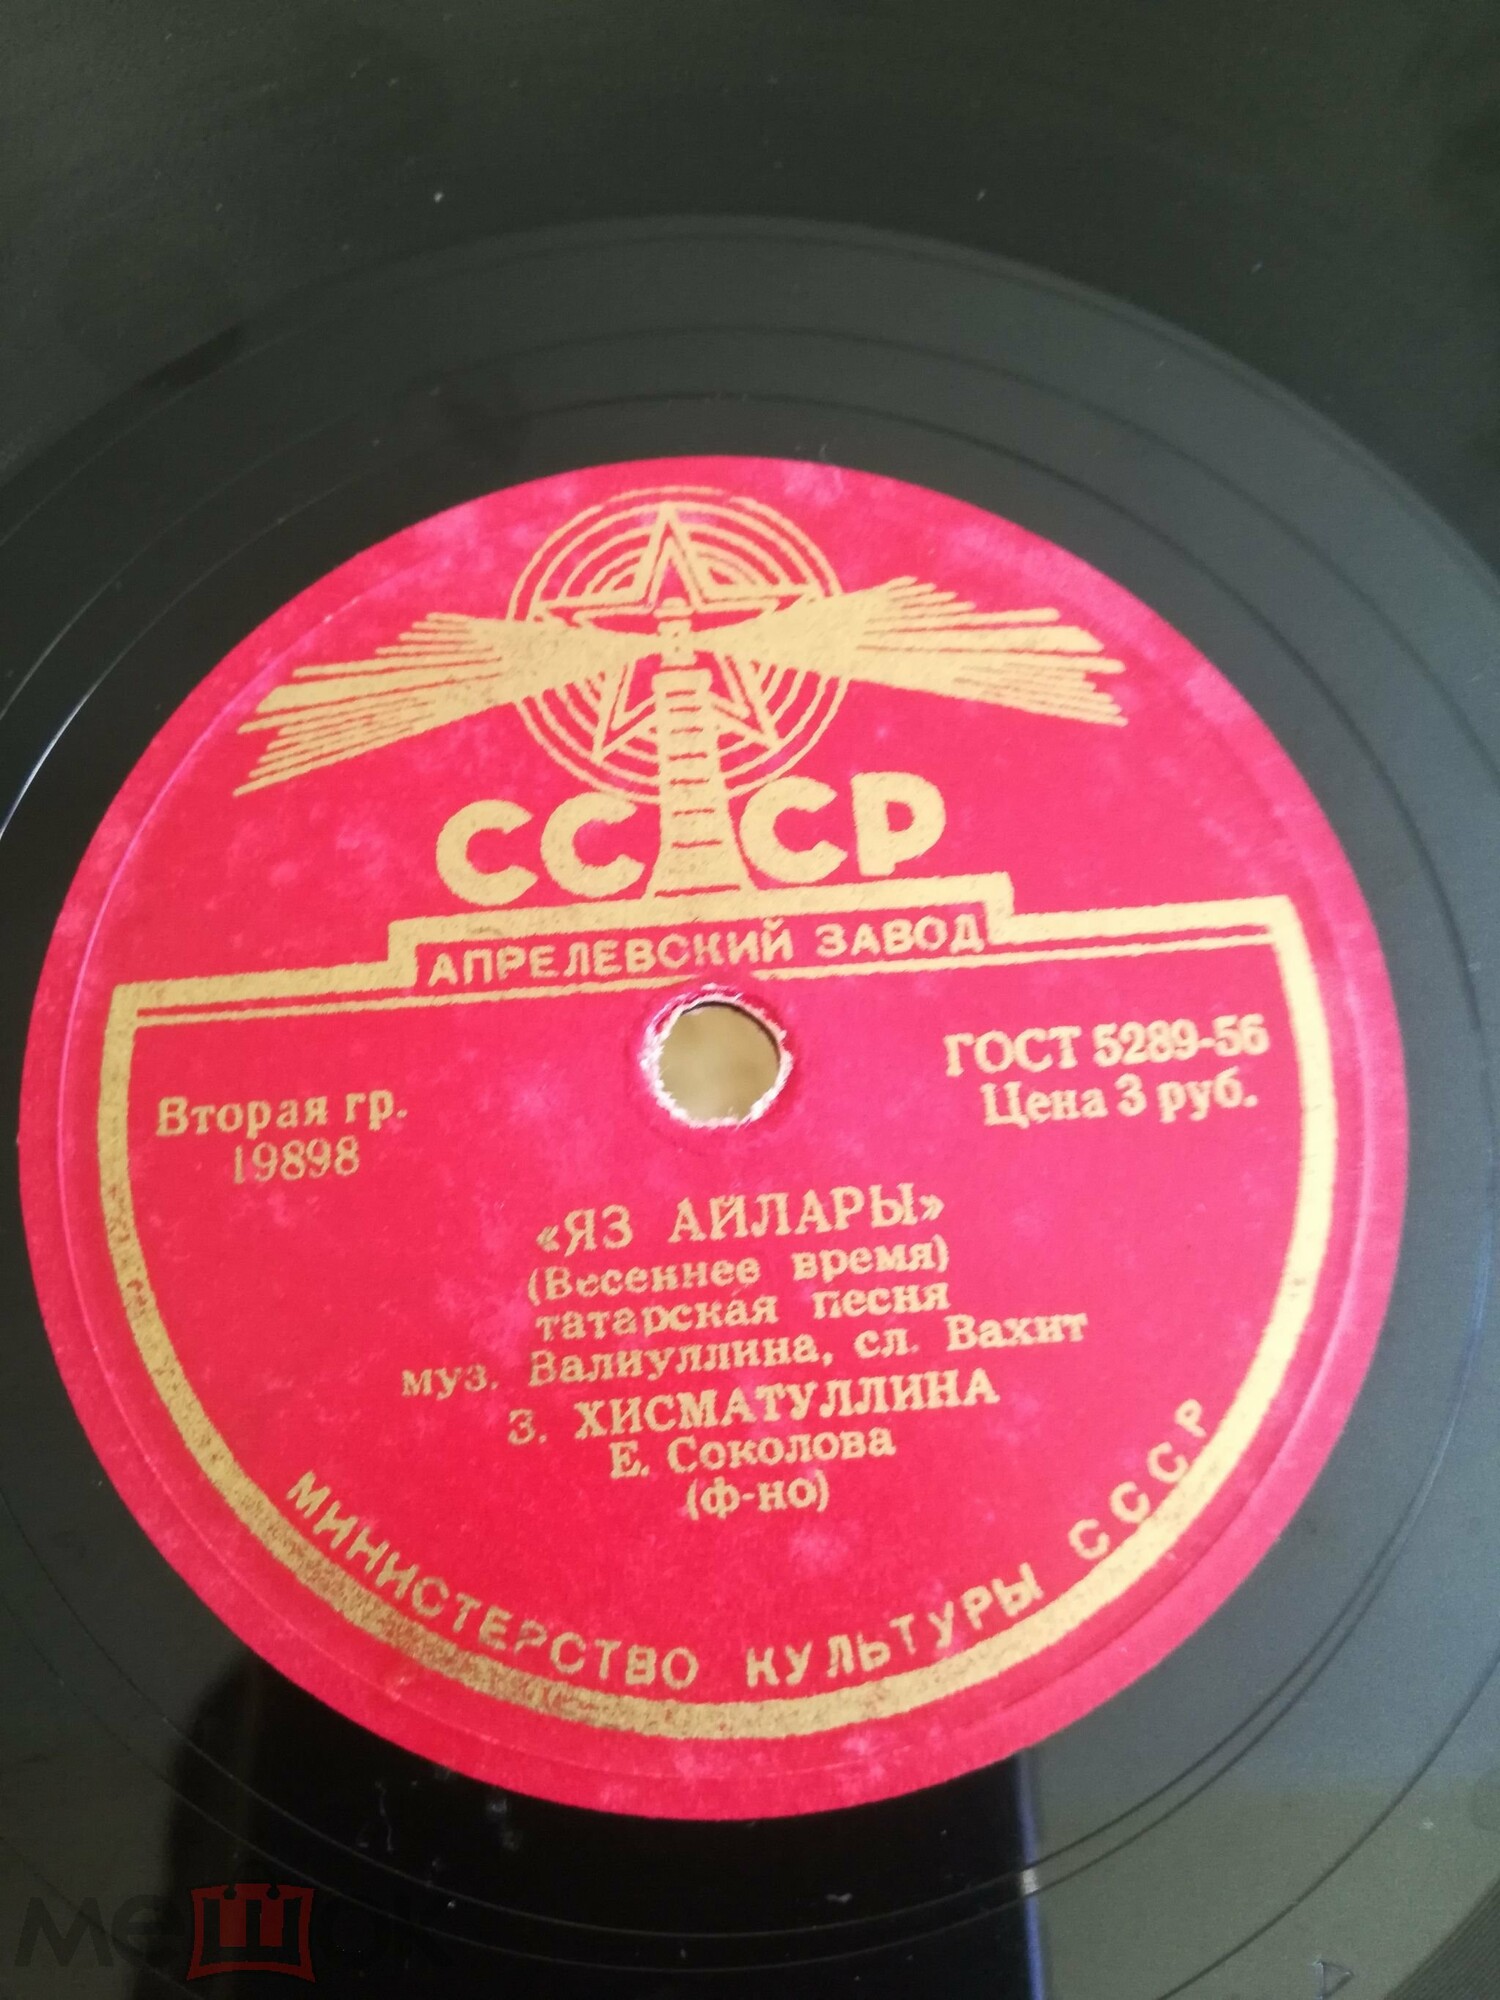 СССР
АПРЕЛЕВСКИЙ ЗАВОД
Вторая гр.
19898
ГОСТ 5289-56
Цена 3 руб.
«ЯЗ АЙЛАРЫ»
(Весеннее время)
татарская песня
муз. Валиуллина, сл. Вахит
З. ХИСМАТУЛЛИНА
Е. Соколова
(ф-но)
МИНИСТЕРСТВО КУЛЬТУРЫ СССР
мешок